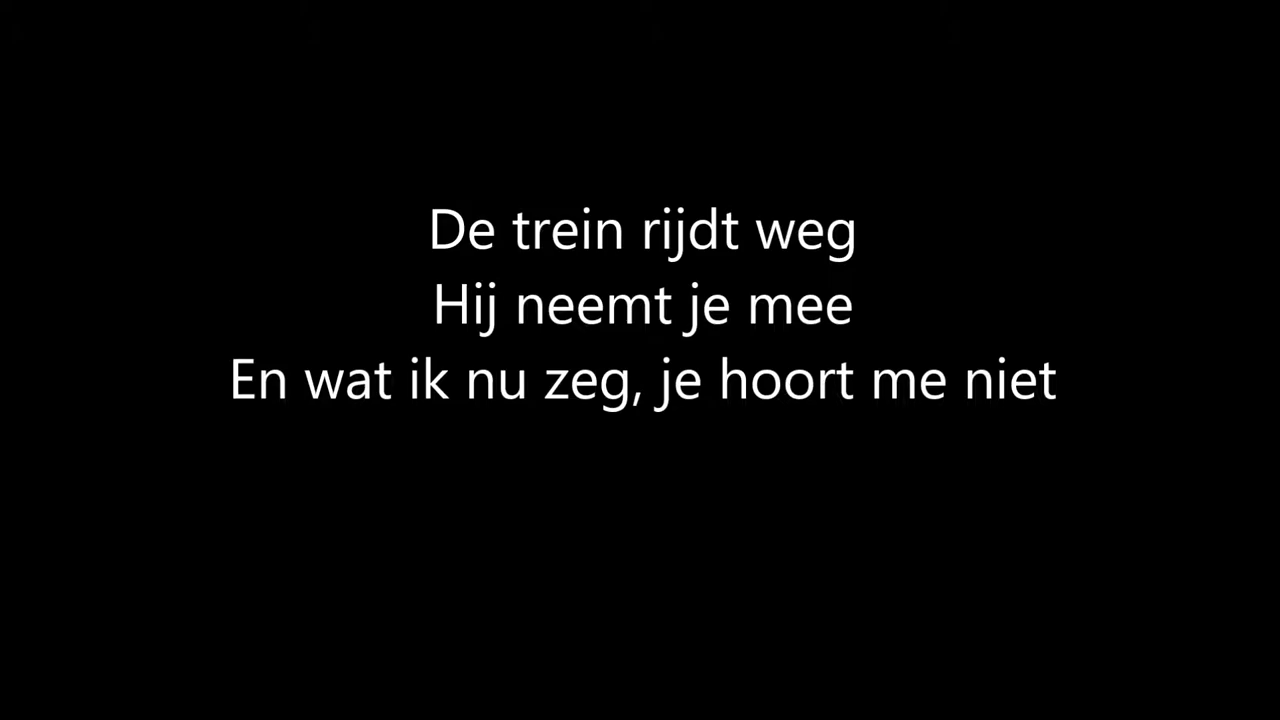 De trein rijdt weg
Hij neemt je mee
En wat ik nu zeg, je hoort me niet